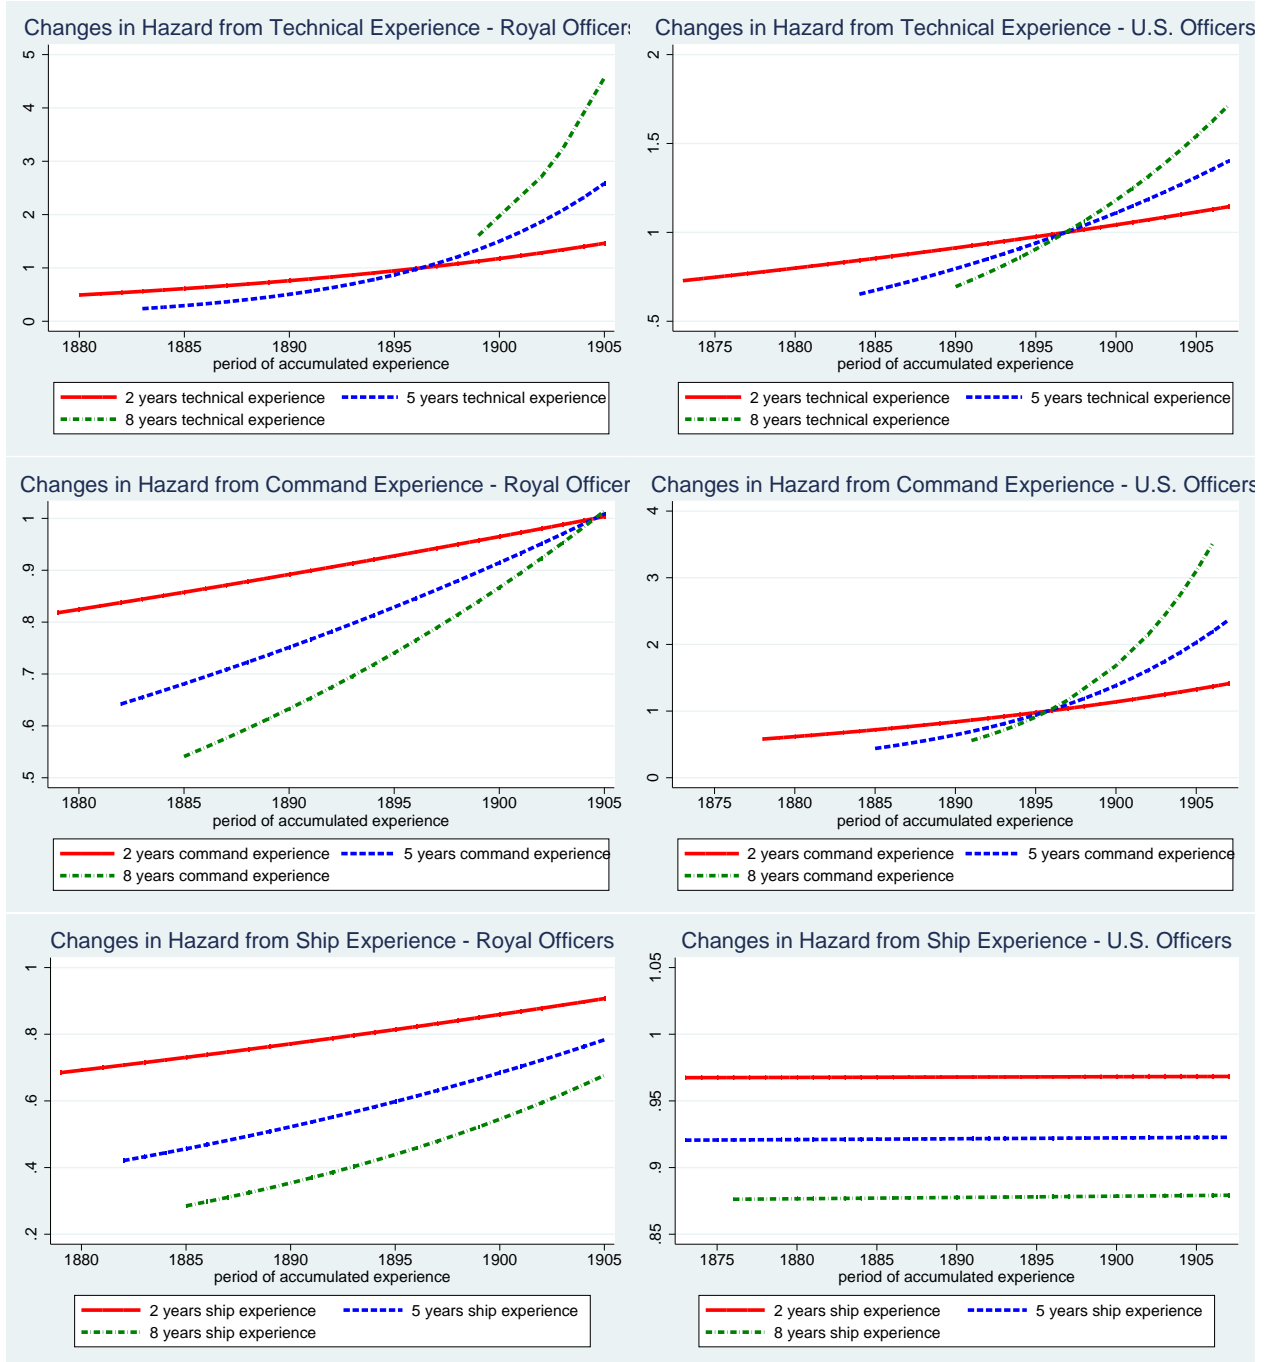 Changes in Hazard from Technical Experience - Royal Officers
5
4
3
2
1
0
1880 1885 1890 1895 1900 1905
period of accumulated experience
2 years technical experience 5 years technical experience
8 years technical experience
Changes in Hazard from Technical Experience - U.S. Officers
2
1.5
1
.5
1875 1880 1885 1890 1895 1900 1905
period of accumulated experience
2 years technical experience 5 years technical experience
8 years technical experience
Changes in Hazard from Command Experience - Royal Officer
1
.9
.8
.7
.6
.5
1880 1885 1890 1895 1900 1905
period of accumulated experience
2 years command experience 5 years command experience
8 years command experience
Changes in Hazard from Command Experience - U.S. Officers
4
3
2
1
0
1875 1880 1885 1890 1895 1900 1905
period of accumulated experience
2 years command experience 5 years command experience
8 years command experience
Changes in Hazard from Ship Experience - Royal Officers
1
.8
.6
.4
.2
1880 1885 1890 1895 1900 1905
period of accumulated experience
2 years ship experience 5 years ship experience
8 years ship experience
Changes in Hazard from Ship Experience - U.S. Officers
1.05
1
.95
.9
.85
1875 1880 1885 1890 1895 1900 1905
period of accumulated experience
2 years ship experience 5 years ship experience
8 years ship experience